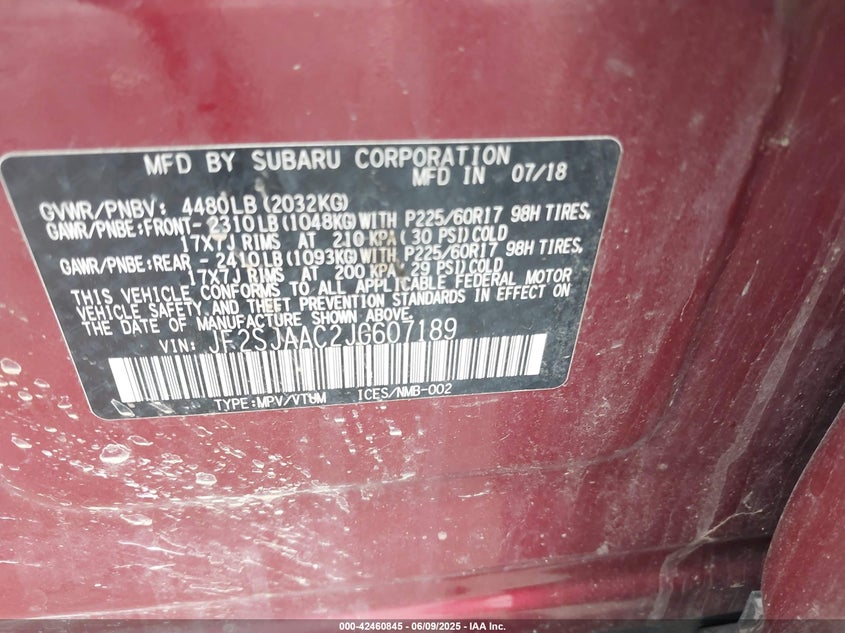 MFD BY SUBARU CORPORATION
MFD IN 07/18
GVWR/PNBV: 4480LB(2032KG)
GAWR/PNBE:FRONT- 2310LB(1048KG)WITH P225/60R17 98H TIRES,
17X7J RIMS AT 210 KPA(30 PSI)COLD
GAWR/PNBE:REAR - 2410LB(1093KG)WITH P225/60R17 98H TIRES,
17X7J RIMS AT 200 KPA(29 PSI)COLD
THIS VEHICLE CONFORMS TO ALL APPLICABLE FEDERAL MOTOR
VEHICLE SAFETY AND THEFT PREVENTION STANDARDS IN EFFECT ON
THE DATE OF MANUFACTURE SHOWN ABOVE.
VIN: JF2SJAAC2JG607189
TYPE:MPV/VTUM ICES/NMB-002
000-42460845 - 06/09/2025 - IAA Inc.